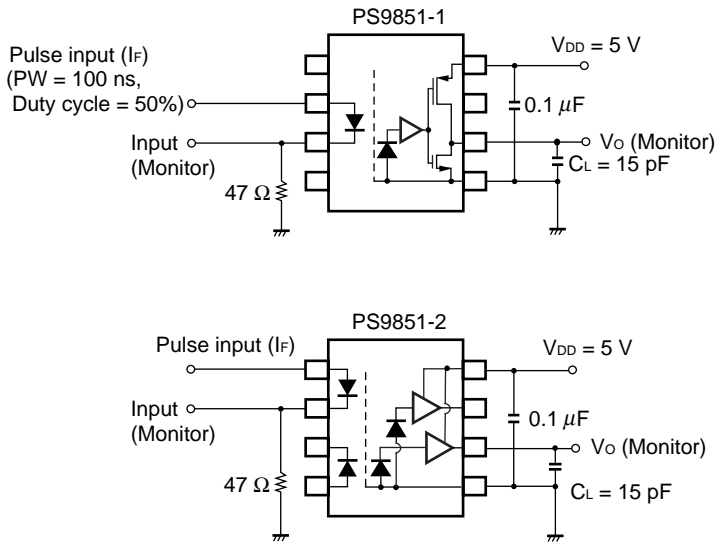 PS9851-1
Pulse input (IF)
(PW = 100 ns,
Duty cycle = 50%)
VDD = 5 V
0.1 μF
Input
(Monitor)
VO (Monitor)
CL = 15 pF
47 Ω
PS9851-2
Pulse input (IF)
VDD = 5 V
Input
(Monitor)
0.1 μF
VO (Monitor)
47 Ω
CL = 15 pF